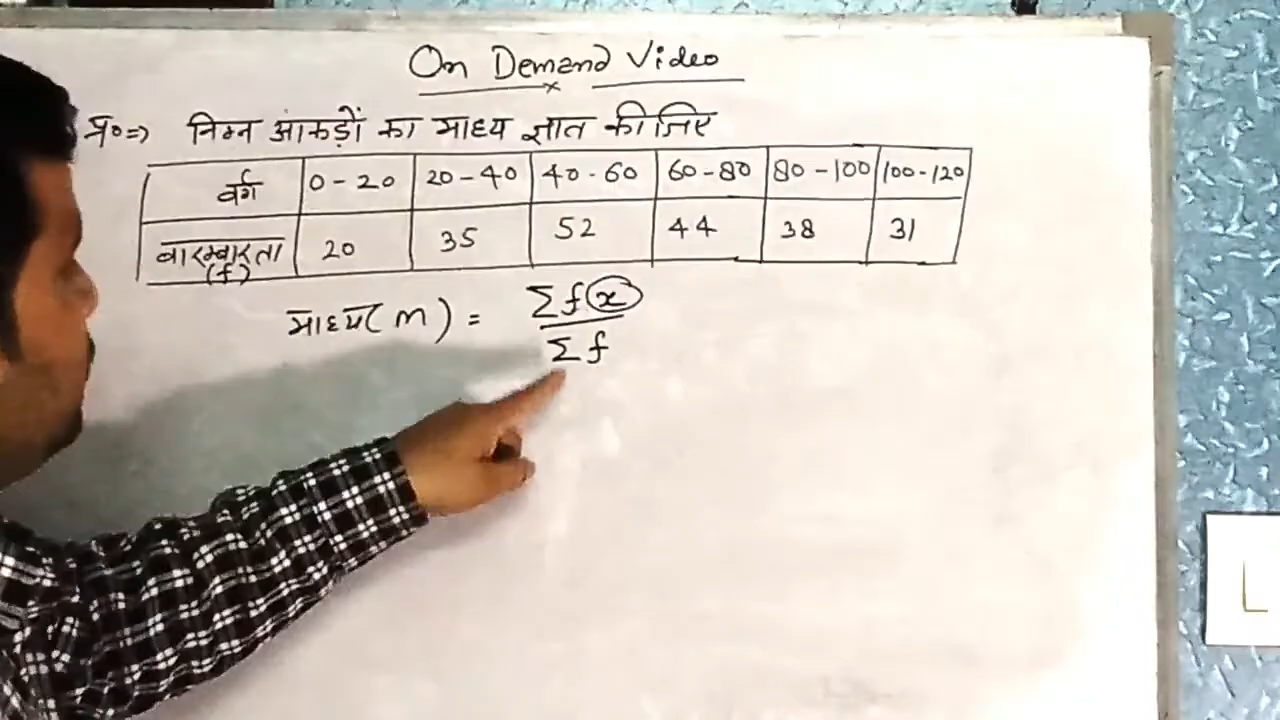 On Demand Video
प्र०=> निम्न आंकड़ों का माध्य ज्ञात कीजिए
वर्ग 0-20 20-40 40-60 60-80 80-100 100-120
बारम्बारता (f) 20 35 52 44 38 31
माध्य(m) = Σf(x)
Σf